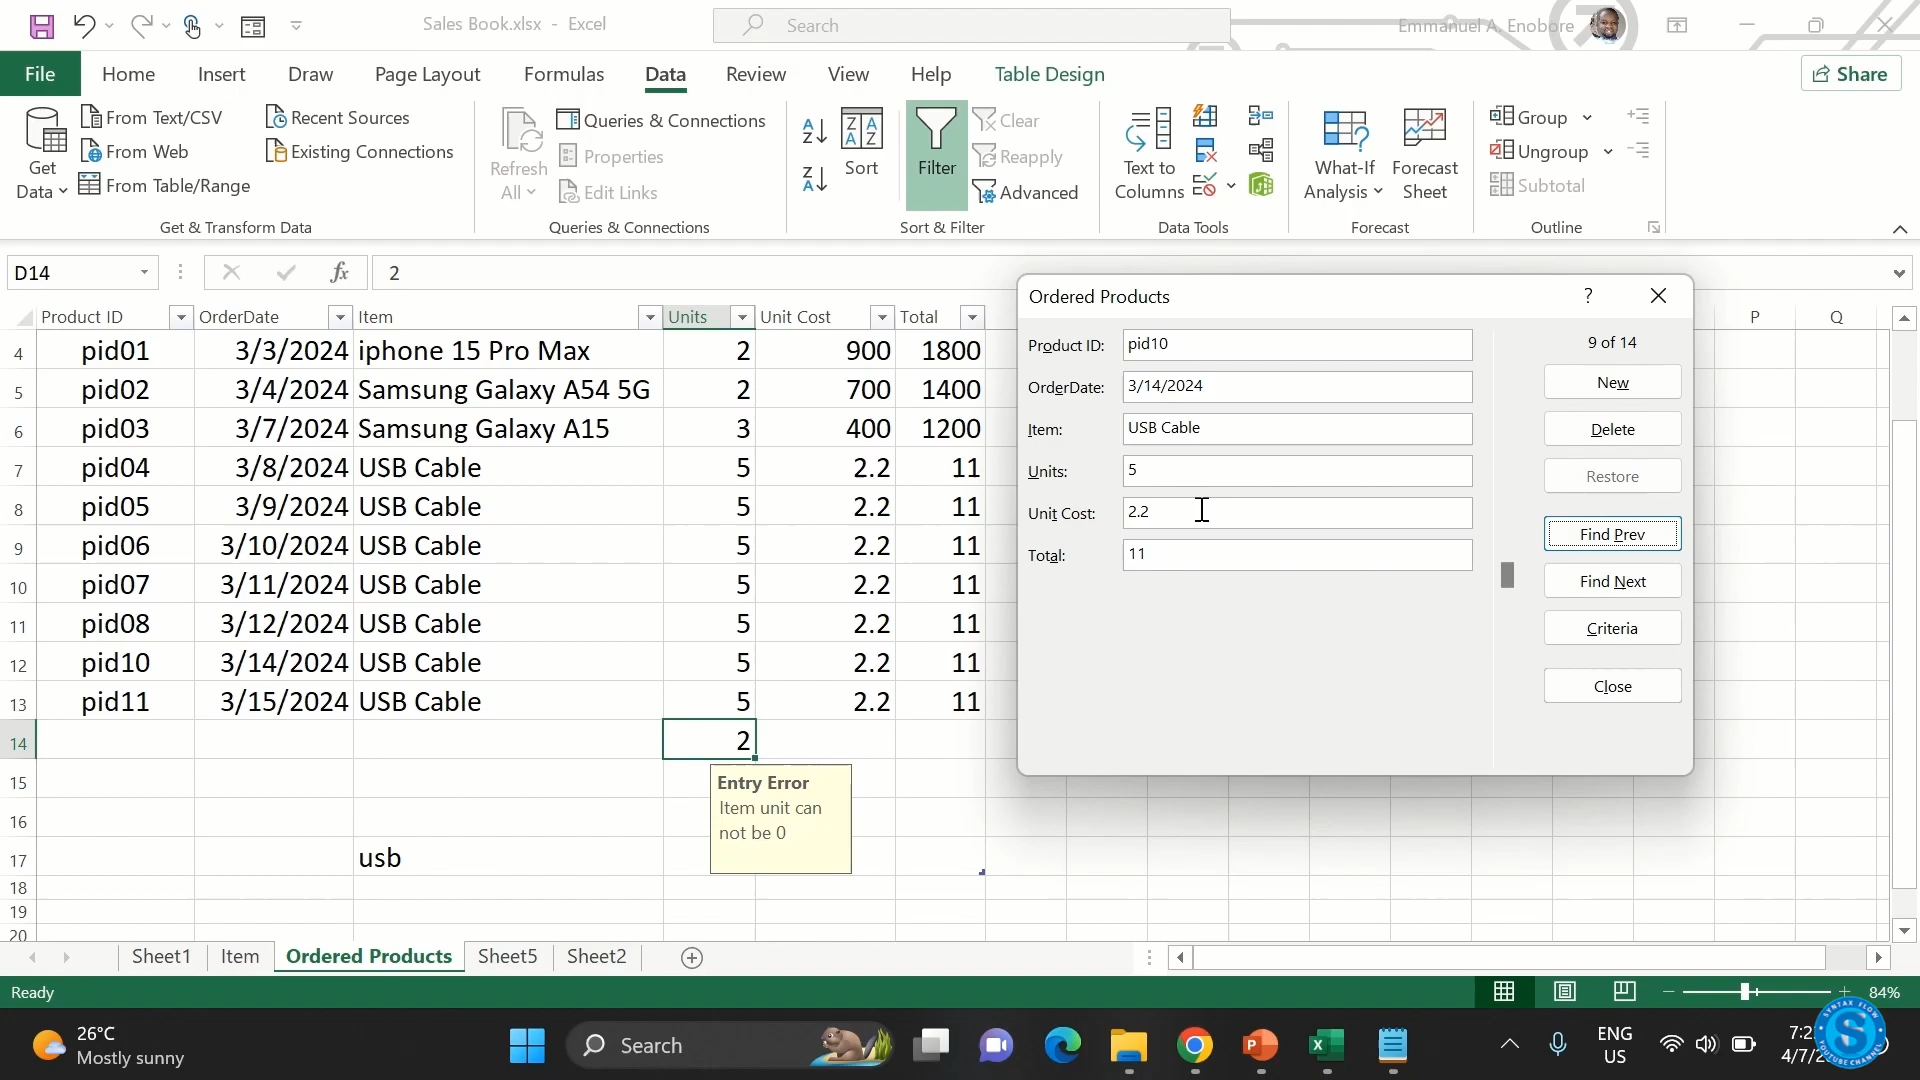 Sales Book.xlsx - Excel
Search
Emmanuel A. Enobore
File
Home
Insert
Draw
Page Layout
Formulas
Data
Review
View
Help
Table Design
Share
Get
Data
From Text/CSV
From Web
From Table/Range
Recent Sources
Existing Connections
Get & Transform Data
Refresh
All
Queries & Connections
Properties
Edit Links
Queries & Connections
Sort
Filter
Clear
Reapply
Advanced
Sort & Filter
Text to
Columns
Data Tools
What-If
Analysis
Forecast
Sheet
Forecast
Group
Ungroup
Subtotal
Outline
D14
fx
2
Product ID OrderDate Item Units Unit Cost Total P Q
4 pid01 3/3/2024 iphone 15 Pro Max 2 900 1800
5 pid02 3/4/2024 Samsung Galaxy A54 5G 2 700 1400
6 pid03 3/7/2024 Samsung Galaxy A15 3 400 1200
7 pid04 3/8/2024 USB Cable 5 2.2 11
8 pid05 3/9/2024 USB Cable 5 2.2 11
9 pid06 3/10/2024 USB Cable 5 2.2 11
10 pid07 3/11/2024 USB Cable 5 2.2 11
11 pid08 3/12/2024 USB Cable 5 2.2 11
12 pid10 3/14/2024 USB Cable 5 2.2 11
13 pid11 3/15/2024 USB Cable 5 2.2 11
14 2
15
16
17 usb
18
19
20
Entry Error
Item unit can
not be 0
Ordered Products
?
Product ID: pid10
OrderDate: 3/14/2024
Item: USB Cable
Units: 5
Unit Cost: 2.2
Total: 11
9 of 14
New
Delete
Restore
Find Prev
Find Next
Criteria
Close
Sheet1
Item
Ordered Products
Sheet5
Sheet2
Ready
84%
26°C
Mostly sunny
Search
ENG
US
7:2
4/7/2
SYNTAX FLOW
S
YOUTUBE CHANNEL